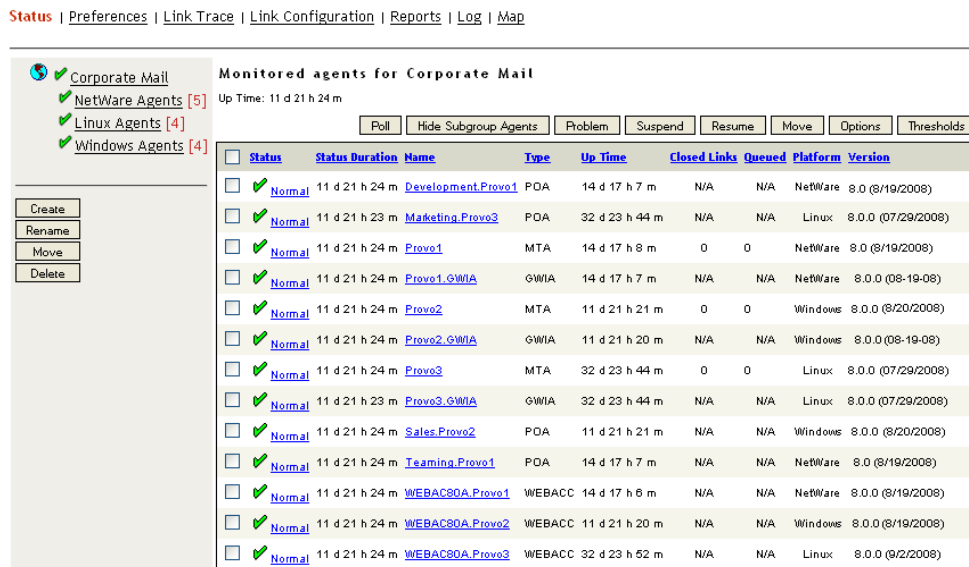 Status | Preferences | Link Trace | Link Configuration | Reports | Log | Map
Corporate Mail
NetWare Agents [5]
Linux Agents [4]
Windows Agents [4]
Create
Rename
Move
Delete
Monitored agents for Corporate Mail
Up Time: 11 d 21 h 24 m
Poll Hide Subgroup Agents Problem Suspend Resume Move Options Thresholds
Status Status Duration Name Type Up Time Closed Links Queued Platform Version
Normal 11 d 21 h 24 m Development.Provo1 POA 14 d 17 h 7 m N/A N/A NetWare 8.0 (8/19/2008)
Normal 11 d 21 h 23 m Marketing.Provo3 POA 32 d 23 h 44 m N/A N/A Linux 8.0.0 (07/29/2008)
Normal 11 d 21 h 24 m Provo1 MTA 14 d 17 h 8 m 0 0 NetWare 8.0 (8/19/2008)
Normal 11 d 21 h 24 m Provo1.GWIA GWIA 14 d 17 h 7 m N/A N/A NetWare 8.0.0 (08-19-08)
Normal 11 d 21 h 24 m Provo2 MTA 11 d 21 h 21 m 0 0 Windows 8.0.0 (8/20/2008)
Normal 11 d 21 h 24 m Provo2.GWIA GWIA 11 d 21 h 20 m N/A N/A Windows 8.0.0 (08-19-08)
Normal 11 d 21 h 24 m Provo3 MTA 32 d 23 h 44 m 0 0 Linux 8.0.0 (07/29/2008)
Normal 11 d 21 h 23 m Provo3.GWIA GWIA 32 d 23 h 44 m N/A N/A Linux 8.0.0 (07/29/2008)
Normal 11 d 21 h 24 m Sales.Provo2 POA 11 d 21 h 21 m N/A N/A Windows 8.0.0 (8/20/2008)
Normal 11 d 21 h 24 m Teaming.Provo1 POA 14 d 17 h 7 m N/A N/A NetWare 8.0 (8/19/2008)
Normal 11 d 21 h 24 m WEBAC80A.Provo1 WEBACC 14 d 17 h 6 m N/A N/A NetWare 8.0.0 (8/19/2008)
Normal 11 d 21 h 24 m WEBAC80A.Provo2 WEBACC 11 d 21 h 20 m N/A N/A Windows 8.0.0 (8/19/2008)
Normal 11 d 21 h 24 m WEBAC80A.Provo3 WEBACC 32 d 23 h 52 m N/A N/A Linux 8.0.0 (9/2/2008)